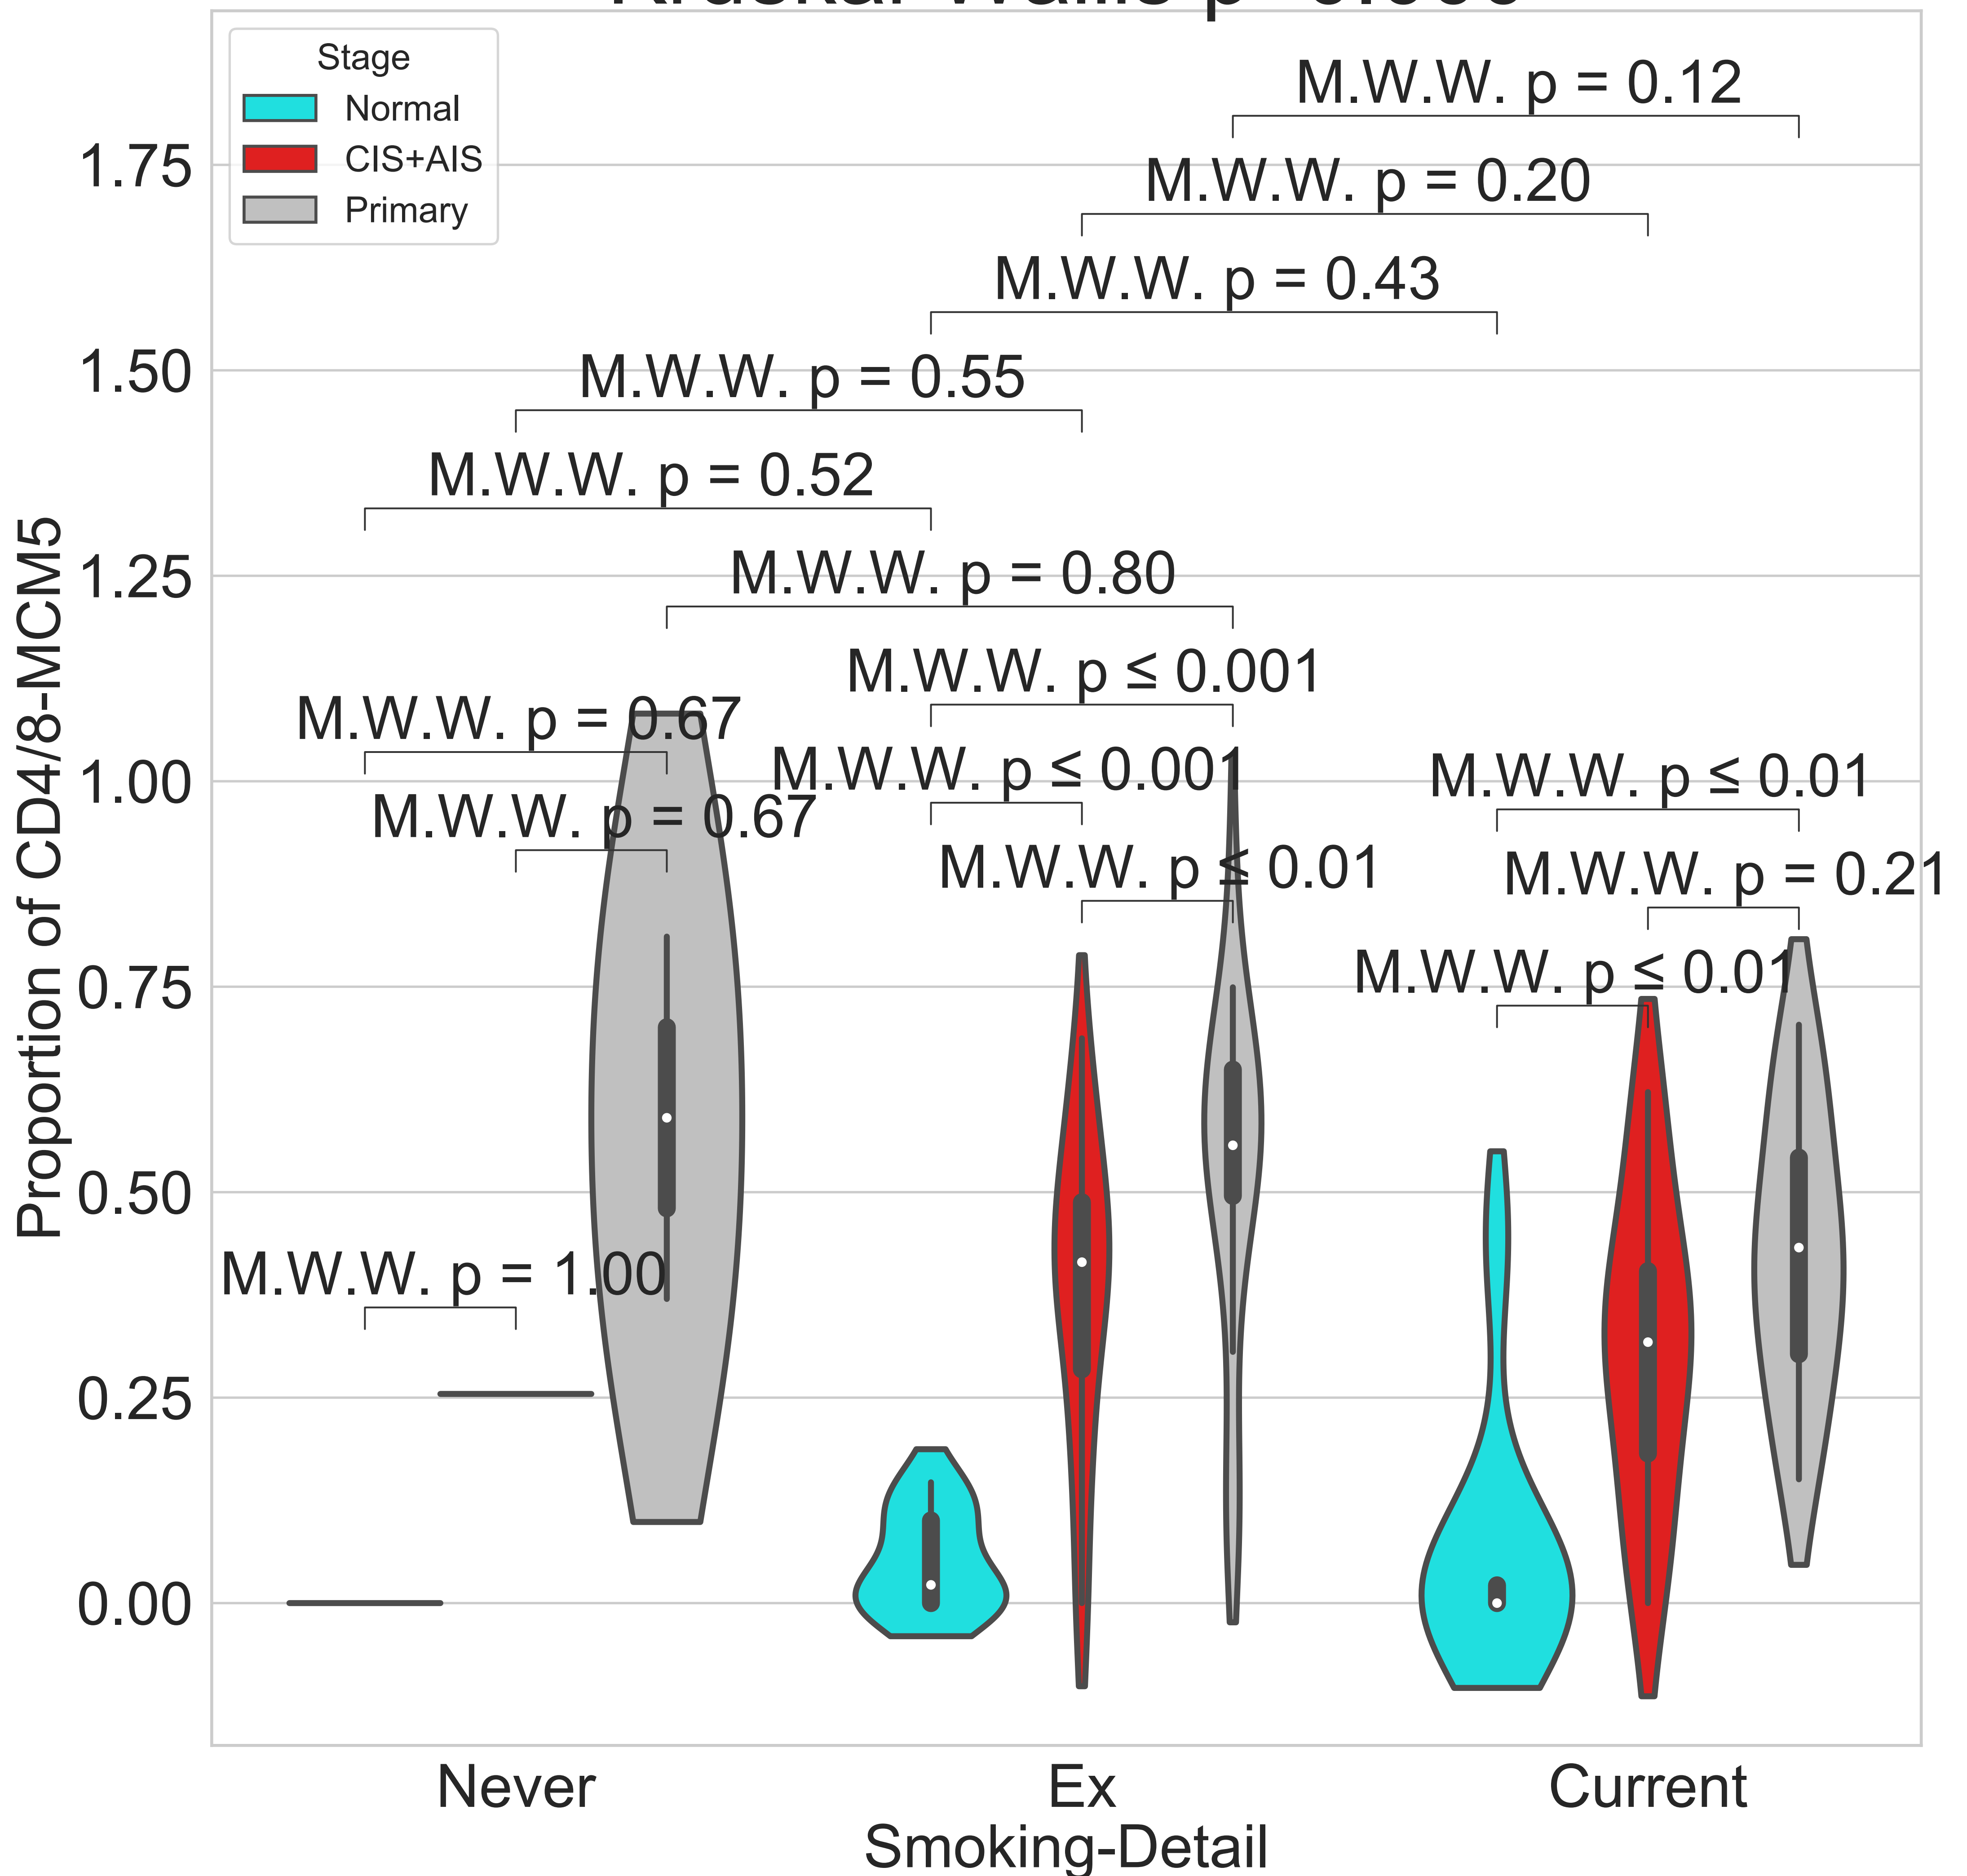 Stage
Normal
CIS+AIS
Primary
M.W.W. p = 0.12
M.W.W. p = 0.20
M.W.W. p = 0.43
M.W.W. p = 0.55
M.W.W. p = 0.52
M.W.W. p = 0.80
M.W.W. p ≤ 0.001
M.W.W. p = 0.67
M.W.W. p ≤ 0.001
M.W.W. p ≤ 0.01
M.W.W. p = 0.67
M.W.W. p ≤ 0.01
M.W.W. p = 0.21
M.W.W. p ≤ 0.01
M.W.W. p = 1.00
Proportion of CD4/8-MCM5
1.75
1.50
1.25
1.00
0.75
0.50
0.25
0.00
Never
Ex
Current
Smoking-Detail